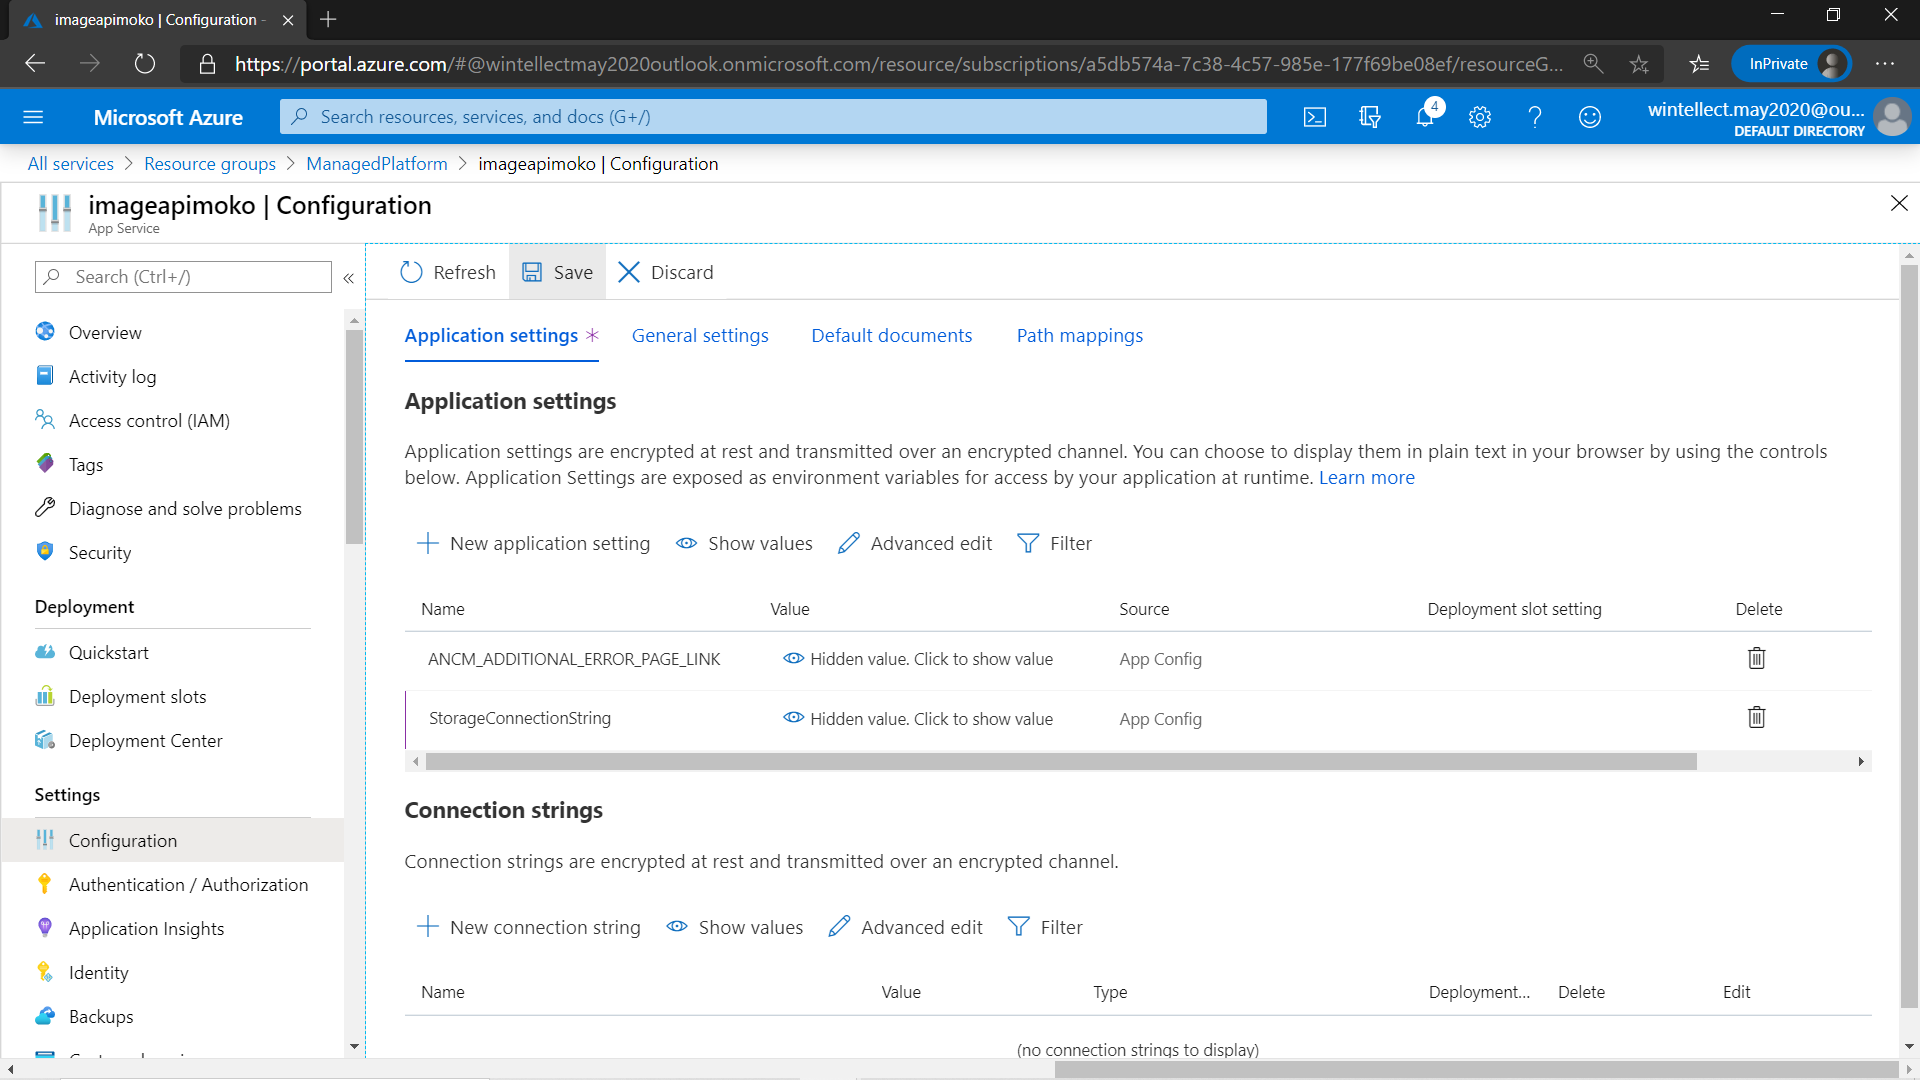 imageapimoko | Configuration -
https://portal.azure.com/#@wintellectmay2020outlook.onmicrosoft.com/resource/subscriptions/a5db574a-7c38-4c57-985e-177f69be08ef/resourceG...
InPrivate
Microsoft Azure
Search resources, services, and docs (G+/)
4
wintellect.may2020@ou...
DEFAULT DIRECTORY
All services > Resource groups > ManagedPlatform > imageapimoko | Configuration
imageapimoko | Configuration
App Service
Search (Ctrl+/)
«
Overview
Activity log
Access control (IAM)
Tags
Diagnose and solve problems
Security
Deployment
Quickstart
Deployment slots
Deployment Center
Settings
Configuration
Authentication / Authorization
Application Insights
Identity
Backups
Refresh
Save
Discard
Application settings *
General settings
Default documents
Path mappings
Application settings
Application settings are encrypted at rest and transmitted over an encrypted channel. You can choose to display them in plain text in your browser by using the controls
below. Application Settings are exposed as environment variables for access by your application at runtime. Learn more
New application setting
Show values
Advanced edit
Filter
Name Value Source Deployment slot setting Delete
ANCM_ADDITIONAL_ERROR_PAGE_LINK Hidden value. Click to show value App Config
StorageConnectionString Hidden value. Click to show value App Config
Connection strings
Connection strings are encrypted at rest and transmitted over an encrypted channel.
New connection string
Show values
Advanced edit
Filter
Name Value Type Deployment... Delete Edit
(no connection strings to display)